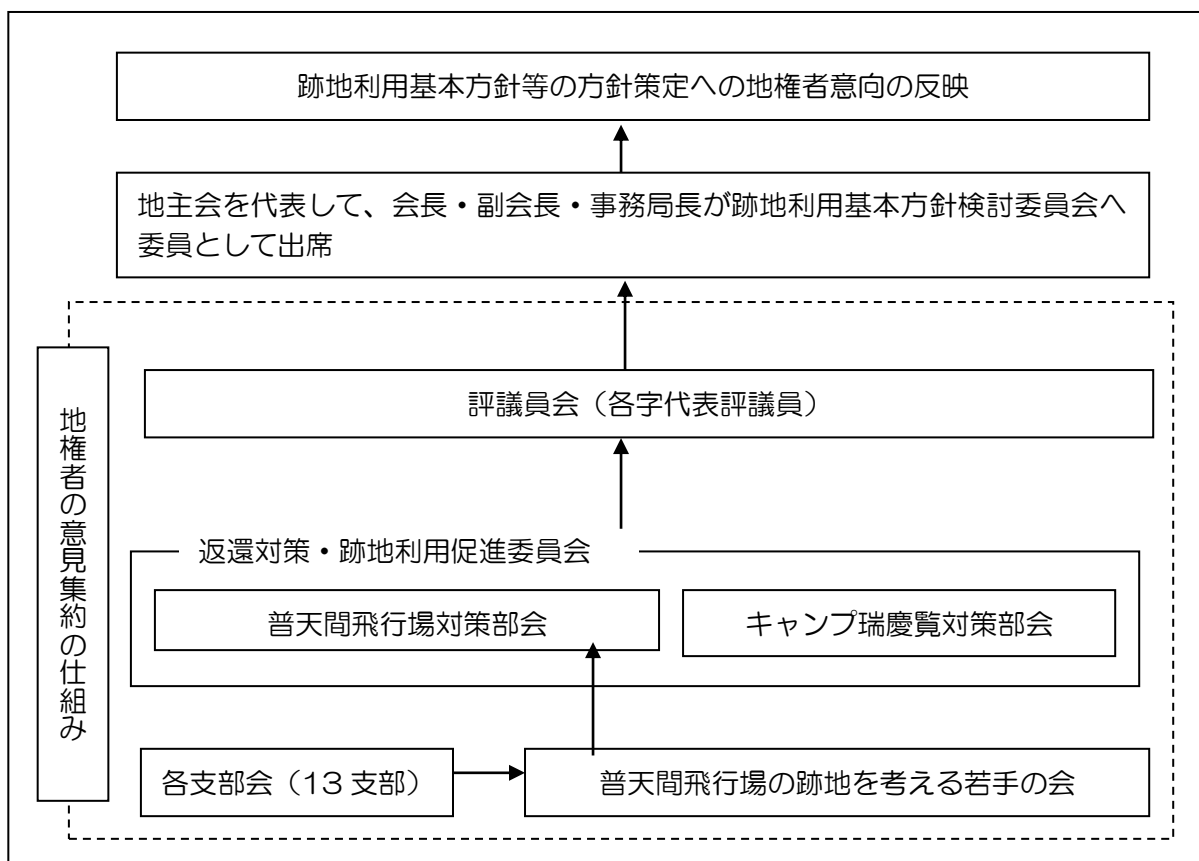 跡地利用基本方針等の方針策定への地権者意向の反映
地主会を代表して、会長・副会長・事務局長が跡地利用基本方針検討委員会へ
委員として出席
地権者の意見集約の仕組み
評議員会（各字代表評議員）
返還対策・跡地利用促進委員会
普天間飛行場対策部会
キャンプ瑞慶覧対策部会
各支部会（13 支部）
普天間飛行場の跡地を考える若手の会